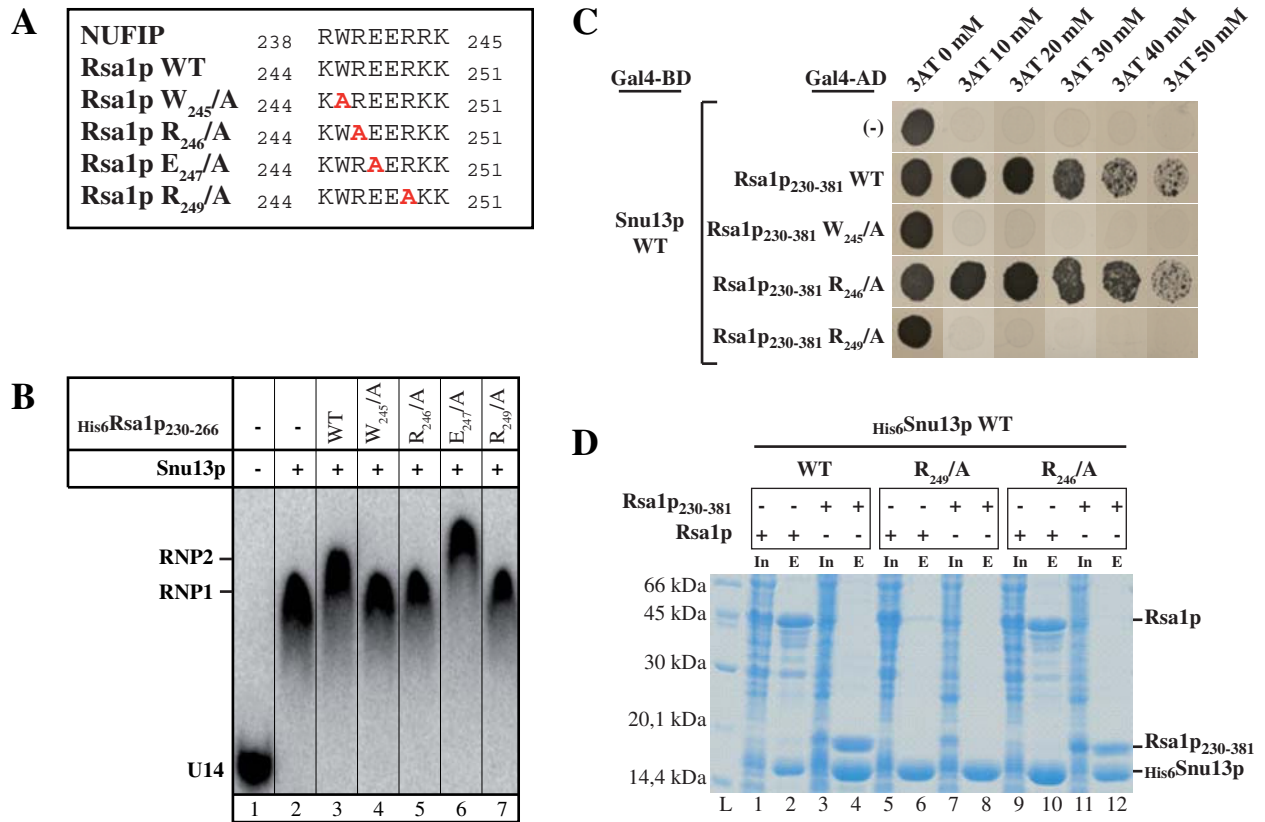 A
NUFIP 238 RWREERRK 245
Rsa1p WT 244 KWREERKK 251
Rsa1p W245/A 244 KAREERKK 251
Rsa1p R246/A 244 KWAEERKK 251
Rsa1p E247/A 244 KWRAERKK 251
Rsa1p R249/A 244 KWREEAKK 251
B
His6Rsa1p230-266 - - WT W245/A R246/A E247/A R249/A
Snu13p - + + + + + +
RNP2
RNP1
U14
1 2 3 4 5 6 7
C
Gal4-BD Gal4-AD 3AT 0 mM 3AT 10 mM 3AT 20 mM 3AT 30 mM 3AT 40 mM 3AT 50 mM
Snu13p
WT
(-)
Rsa1p230-381 WT
Rsa1p230-381 W245/A
Rsa1p230-381 R246/A
Rsa1p230-381 R249/A
D
His6Snu13p WT
WT R249/A R246/A
Rsa1p230-381 - - + + - - + + - - + +
Rsa1p + + - - + + - - + + - -
In E In E In E In E In E In E
66 kDa
45 kDa
30 kDa
20,1 kDa
14,4 kDa
Rsa1p
Rsa1p230-381
His6Snu13p
L 1 2 3 4 5 6 7 8 9 10 11 12